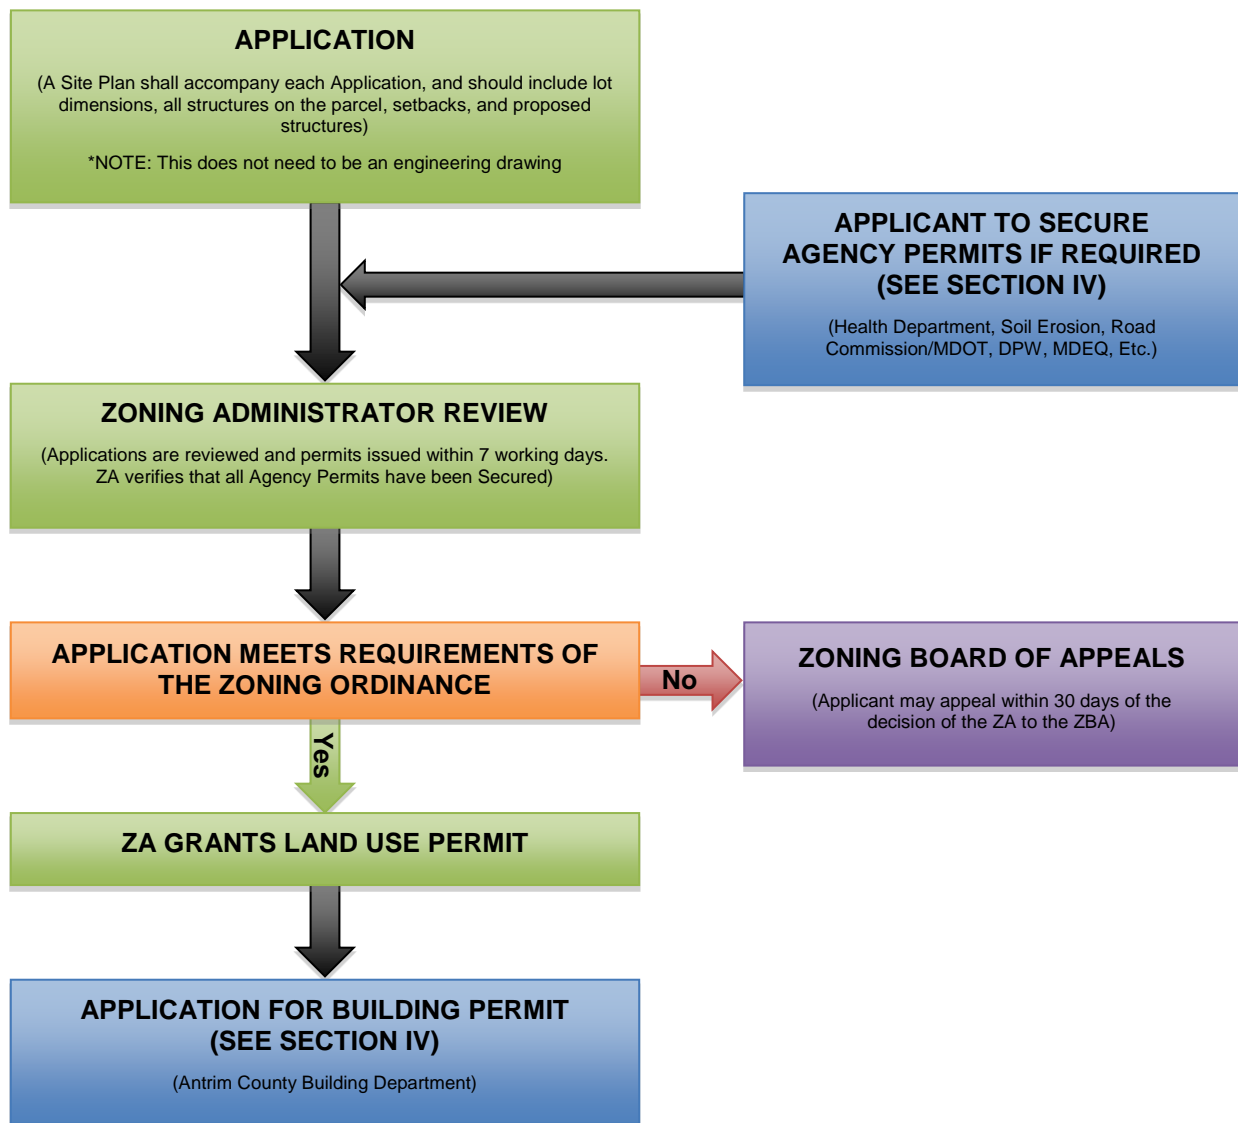 APPLICATION
(A Site Plan shall accompany each Application, and should include lot
dimensions, all structures on the parcel, setbacks, and proposed
structures)
*NOTE: This does not need to be an engineering drawing
APPLICANT TO SECURE
AGENCY PERMITS IF REQUIRED
(SEE SECTION IV)
(Health Department, Soil Erosion, Road
Commission/MDOT, DPW, MDEQ, Etc.)
ZONING ADMINISTRATOR REVIEW
(Applications are reviewed and permits issued within 7 working days.
ZA verifies that all Agency Permits have been Secured)
APPLICATION MEETS REQUIREMENTS OF
THE ZONING ORDINANCE
No
ZONING BOARD OF APPEALS
(Applicant may appeal within 30 days of the
decision of the ZA to the ZBA)
Yes
ZA GRANTS LAND USE PERMIT
APPLICATION FOR BUILDING PERMIT
(SEE SECTION IV)
(Antrim County Building Department)